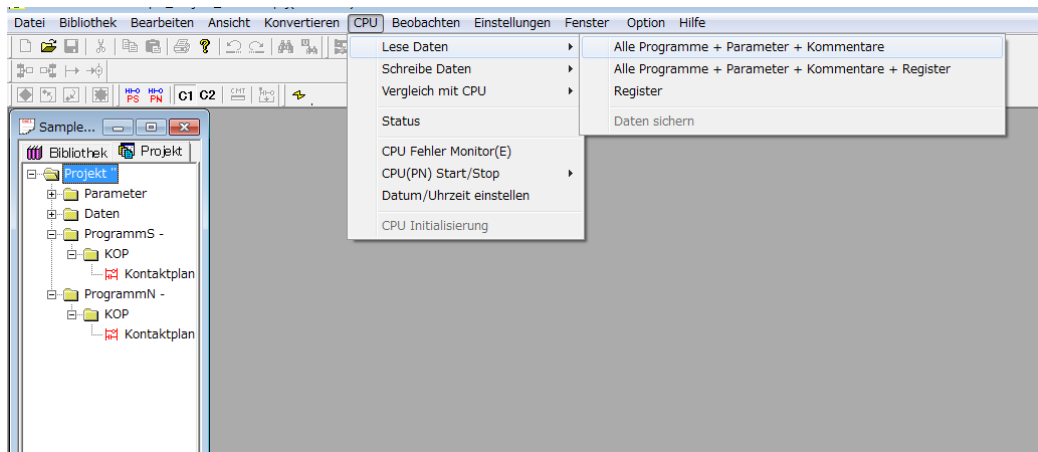 Datei Bibliothek Bearbeiten Ansicht Konvertieren CPU Beobachten Einstellungen Fenster Option Hilfe
Lese Daten
Alle Programme + Parameter + Kommentare
Schreibe Daten
Alle Programme + Parameter + Kommentare + Register
Vergleich mit CPU
Register
HI-O PS
HI-O PN
C1 C2
CMT
Status
Daten sichern
Sample...
CPU Fehler Monitor(E)
Bibliothek Projekt
CPU(PN) Start/Stop
Projekt "
Datum/Uhrzeit einstellen
Parameter
Daten
CPU Initialisierung
ProgrammS -
KOP
Kontaktplan
ProgrammN -
KOP
Kontaktplan